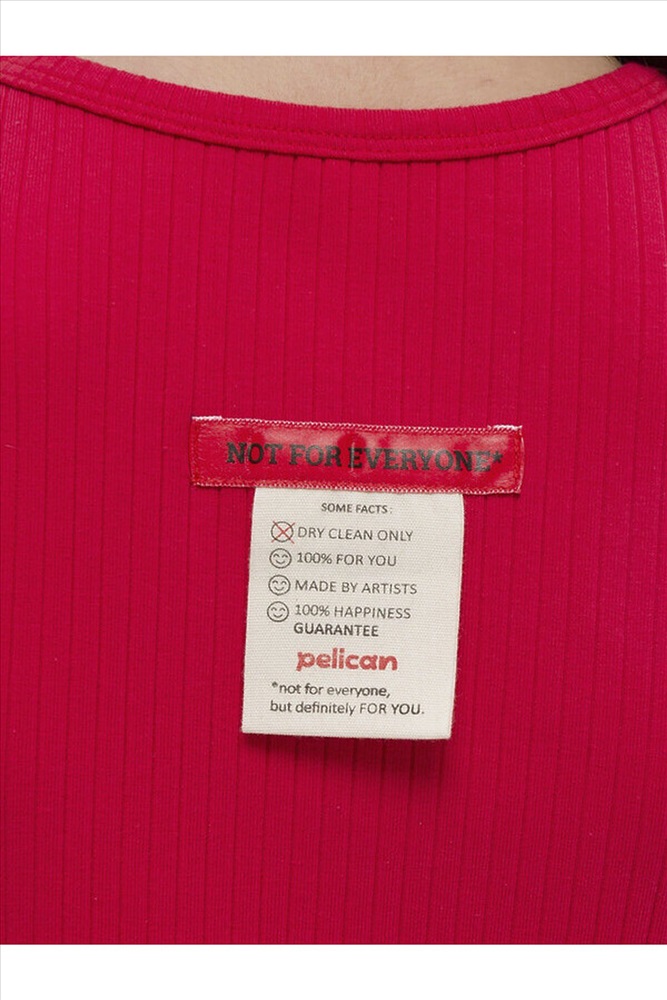 NOT FOR EVERYONE*
SOME FACTS:
DRY CLEAN ONLY
100% FOR YOU
MADE BY ARTISTS
100% HAPPINESS
GUARANTEE
pelican
*not for everyone,
but definitely FOR YOU.